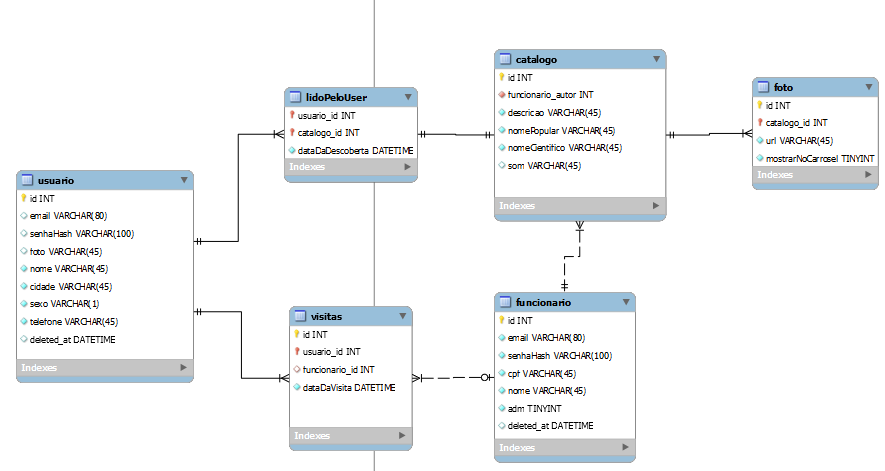 catalogo
id INT
funcionario_autor INT
descricao VARCHAR(45)
nomePopular VARCHAR(45)
nomeCientifico VARCHAR(45)
som VARCHAR(45)
Indexes
foto
id INT
catalogo_id INT
url VARCHAR(45)
mostrarNoCarrosel TINYINT
Indexes
lidoPeloUser
usuario_id INT
catalogo_id INT
dataDaDescoberta DATETIME
Indexes
usuario
id INT
email VARCHAR(80)
senhaHash VARCHAR(100)
foto VARCHAR(45)
nome VARCHAR(45)
cidade VARCHAR(45)
sexo VARCHAR(1)
telefone VARCHAR(45)
deleted_at DATETIME
Indexes
visitas
id INT
usuario_id INT
funcionario_id INT
dataDaVisita DATETIME
Indexes
funcionario
id INT
email VARCHAR(80)
senhaHash VARCHAR(100)
cpf VARCHAR(45)
nome VARCHAR(45)
adm TINYINT
deleted_at DATETIME
Indexes